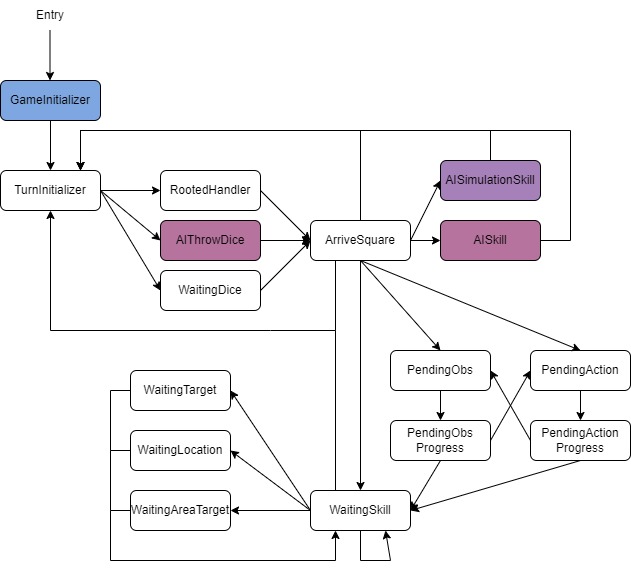 Entry
GameInitializer
TurnInitializer
RootedHandler
AISimulationSkill
AIThrowDice
ArriveSquare
AISkill
WaitingDice
WaitingTarget
PendingObs
PendingAction
WaitingLocation
PendingObs
Progress
PendingAction
Progress
WaitingAreaTarget
WaitingSkill